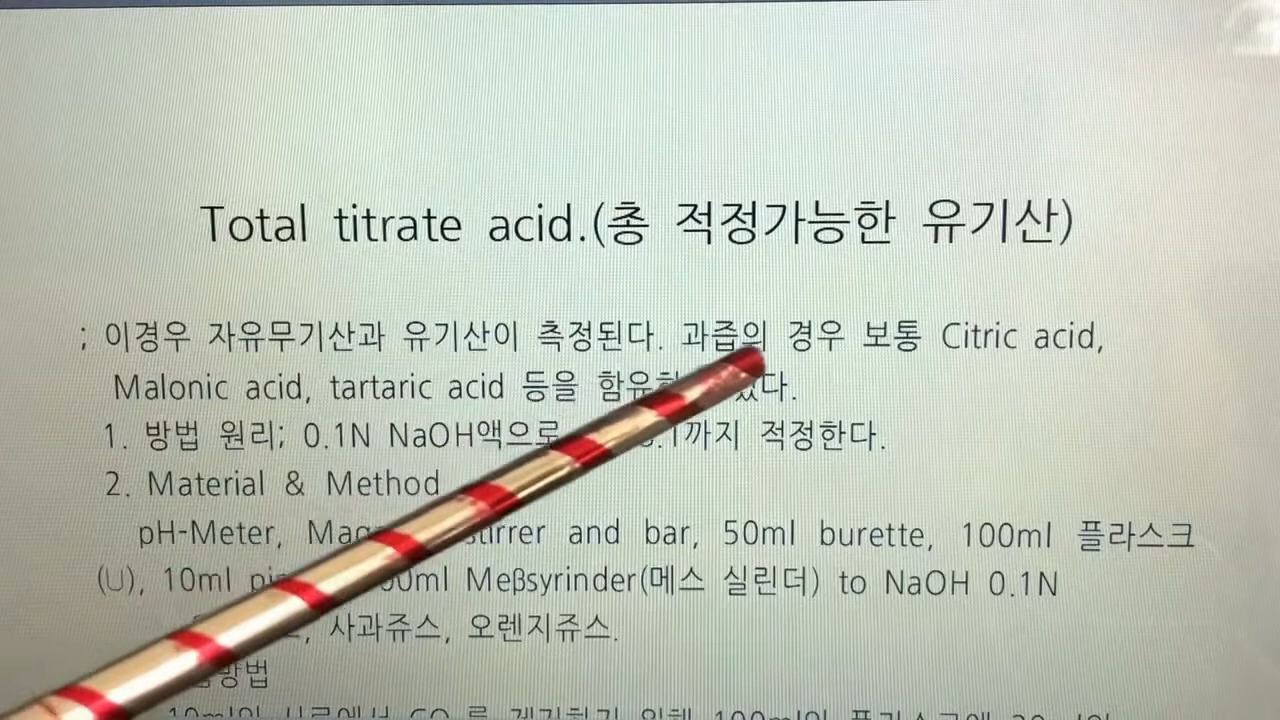 Total titrate acid.(총 적정가능한 유기산)
; 이경우 자유무기산과 유기산이 측정된다. 과즙의 경우 보통 Citric acid,
Malonic acid, tartaric acid 등을
1. 방법 원리; 0.1N NaOH액으로 까지 적정한다.
2. Material & Method
pH-Meter, and bar, 50ml burette, 100ml 플라스크
(U), 10ml Meβsyrinder(메스 실린더) to NaOH 0.1N
사과쥬스, 오렌지쥬스.